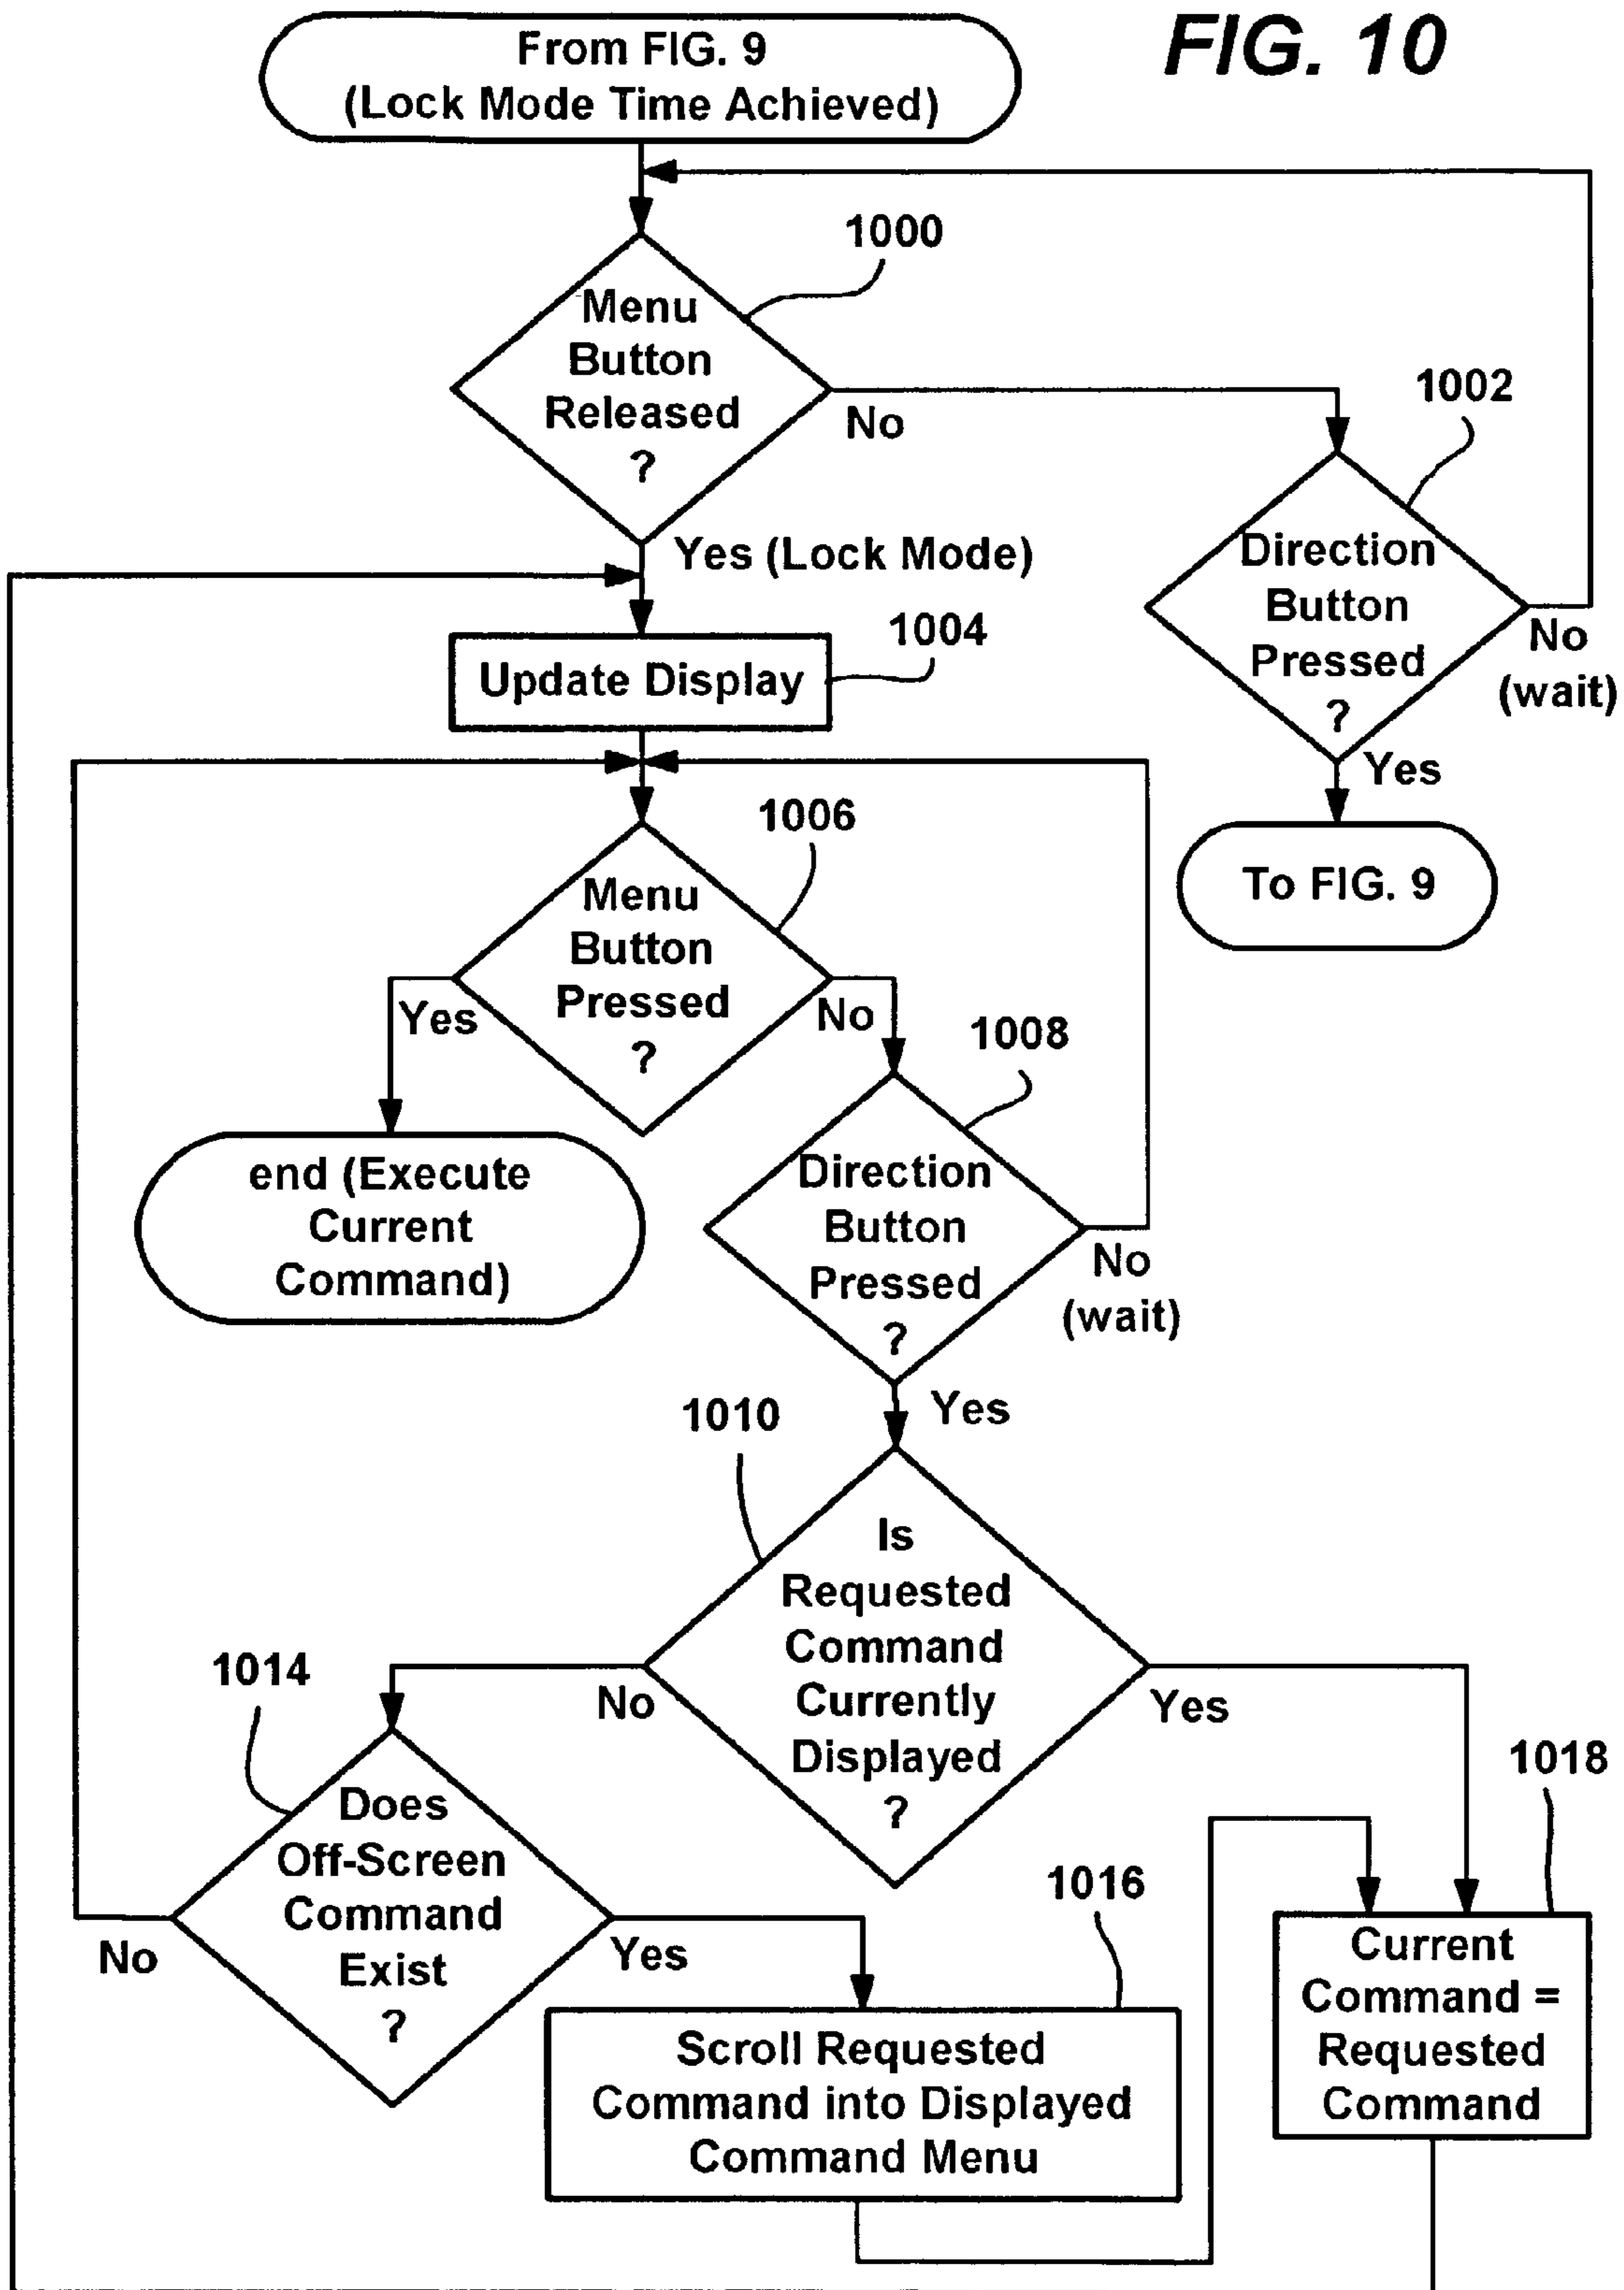 FIG. 10
From FIG. 9
(Lock Mode Time Achieved)
1000
Menu
Button
Released
?
No
1002
Direction
Button
Pressed
?
No
(wait)
Yes
To FIG. 9
Yes (Lock Mode)
1004
Update Display
1006
Menu
Button
Pressed
?
Yes
No
end (Execute
Current
Command)
1008
Direction
Button
Pressed
?
No
(wait)
Yes
1010
Is
Requested
Command
Currently
Displayed
?
No
Yes
1014
Does
Off-Screen
Command
Exist
?
No
Yes
1016
Scroll Requested
Command into Displayed
Command Menu
1018
Current
Command =
Requested
Command